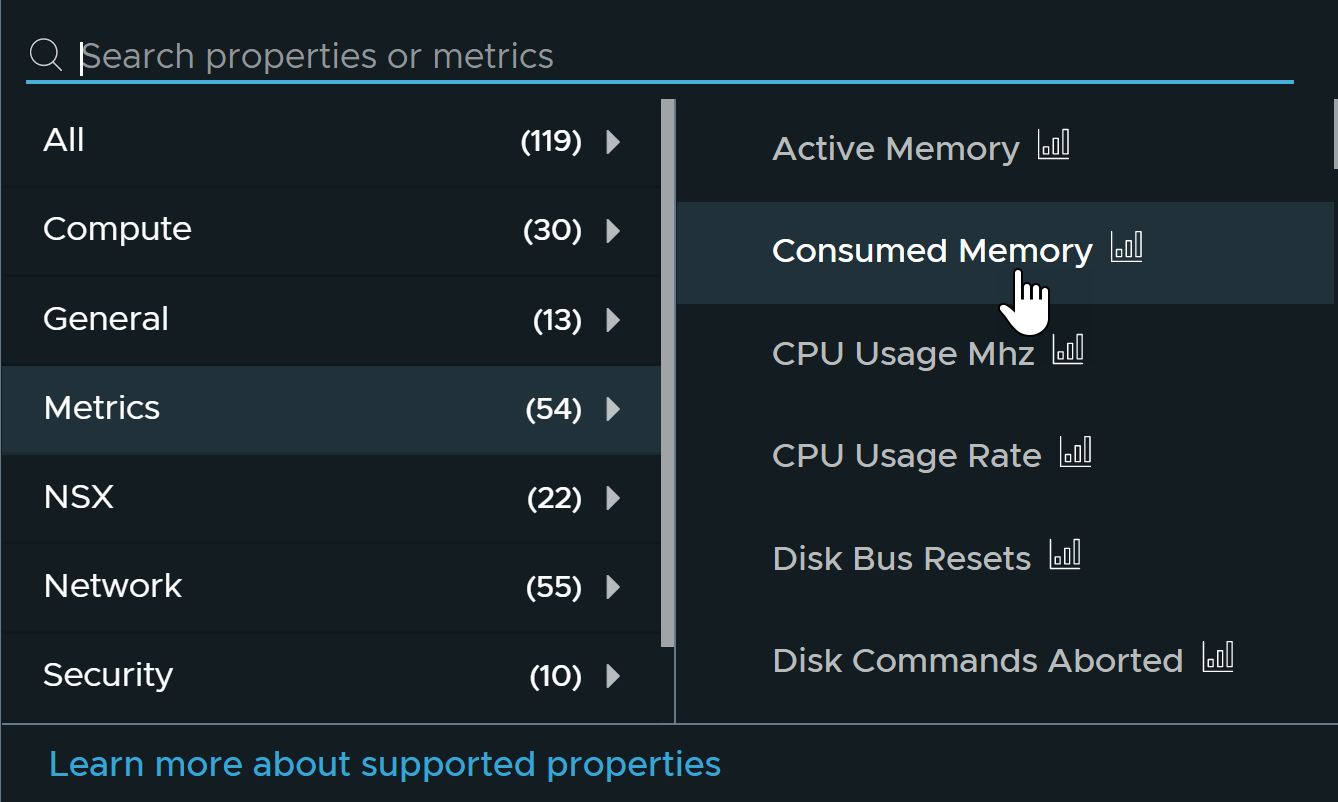 Search properties or metrics
All (119)
Compute (30)
General (13)
Metrics (54)
NSX (22)
Network (55)
Security (10)
Active Memory
Consumed Memory
CPU Usage Mhz
CPU Usage Rate
Disk Bus Resets
Disk Commands Aborted
Learn more about supported properties